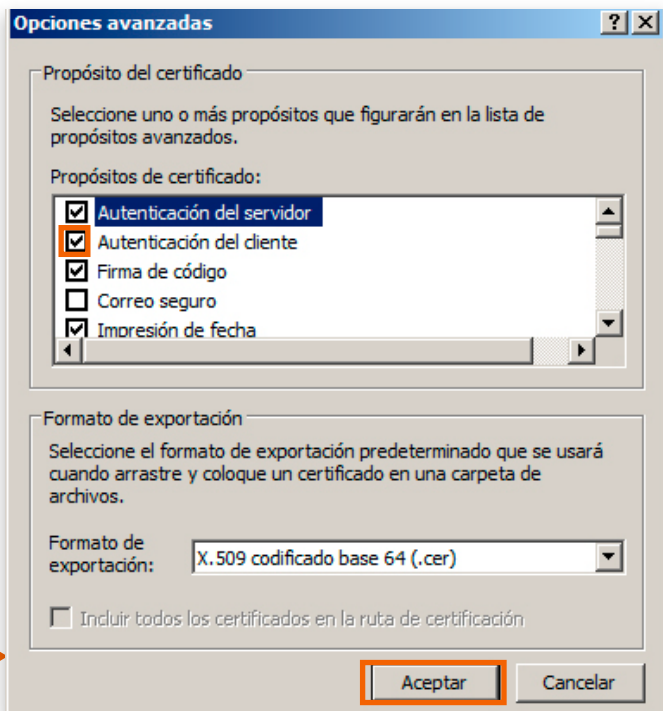 Opciones avanzadas
Propósito del certificado
Seleccione uno o más propósitos que figurarán en la lista de
propósitos avanzados.
Propósitos de certificado:
Autenticación del servidor
Autenticación del cliente
Firma de código
Correo seguro
Impresión de fecha
Formato de exportación
Seleccione el formato de exportación predeterminado que se usará
cuando arrastre y coloque un certificado en una carpeta de
archivos.
Formato de
exportación:
X.509 codificado base 64 (.cer)
Incluir todos los certificados en la ruta de certificación
Aceptar
Cancelar